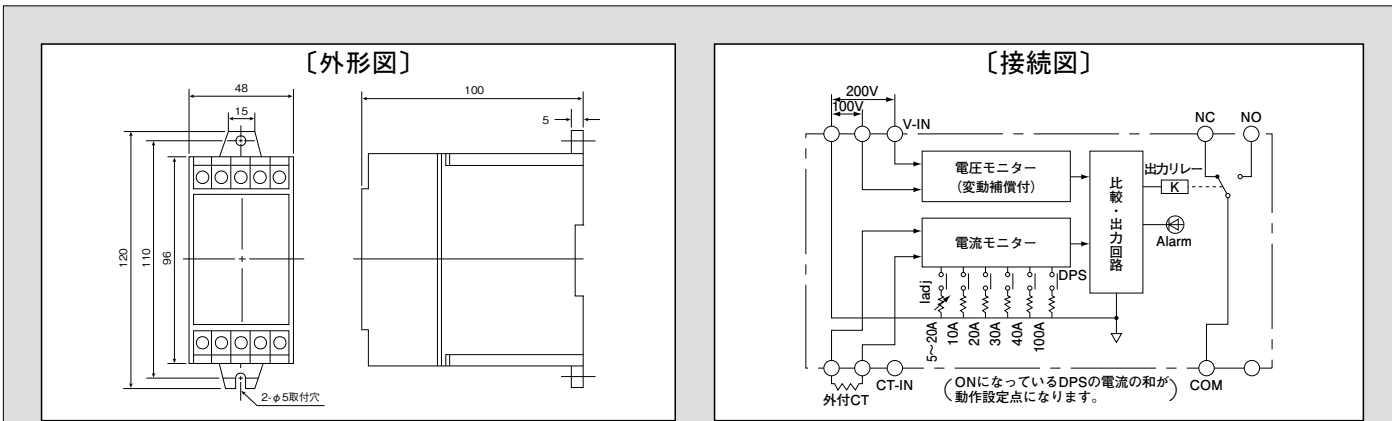 〔外形図〕
48
15
120
110
96
2-φ5取付穴
100
5
〔接続図〕
200V
100V
V-IN
NC
NO
電圧モニター
(変動補償付)
電流モニター
比較・出力回路
出力リレー
K
Alarm
DPS
Iadj
5~20A
10A
20A
30A
40A
100A
CT-IN
外付CT
(ONになっているDPSの電流の和が
動作設定点になります。)
COM